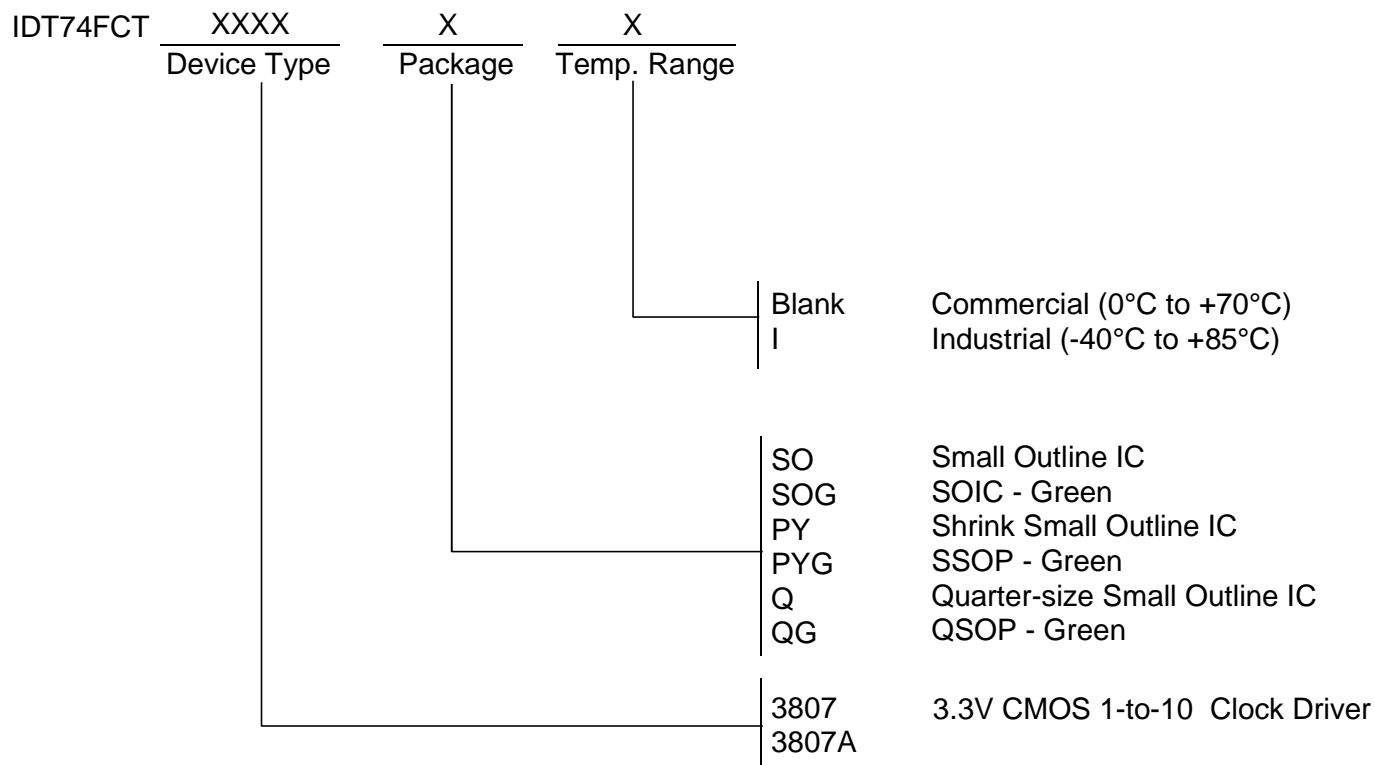 IDT74FCT XXXX X X
Device Type Package Temp. Range
Blank Commercial (0°C to +70°C)
I Industrial (-40°C to +85°C)
SO Small Outline IC
SOG SOIC - Green
PY Shrink Small Outline IC
PYG SSOP - Green
Q Quarter-size Small Outline IC
QG QSOP - Green
3807 3.3V CMOS 1-to-10 Clock Driver
3807A